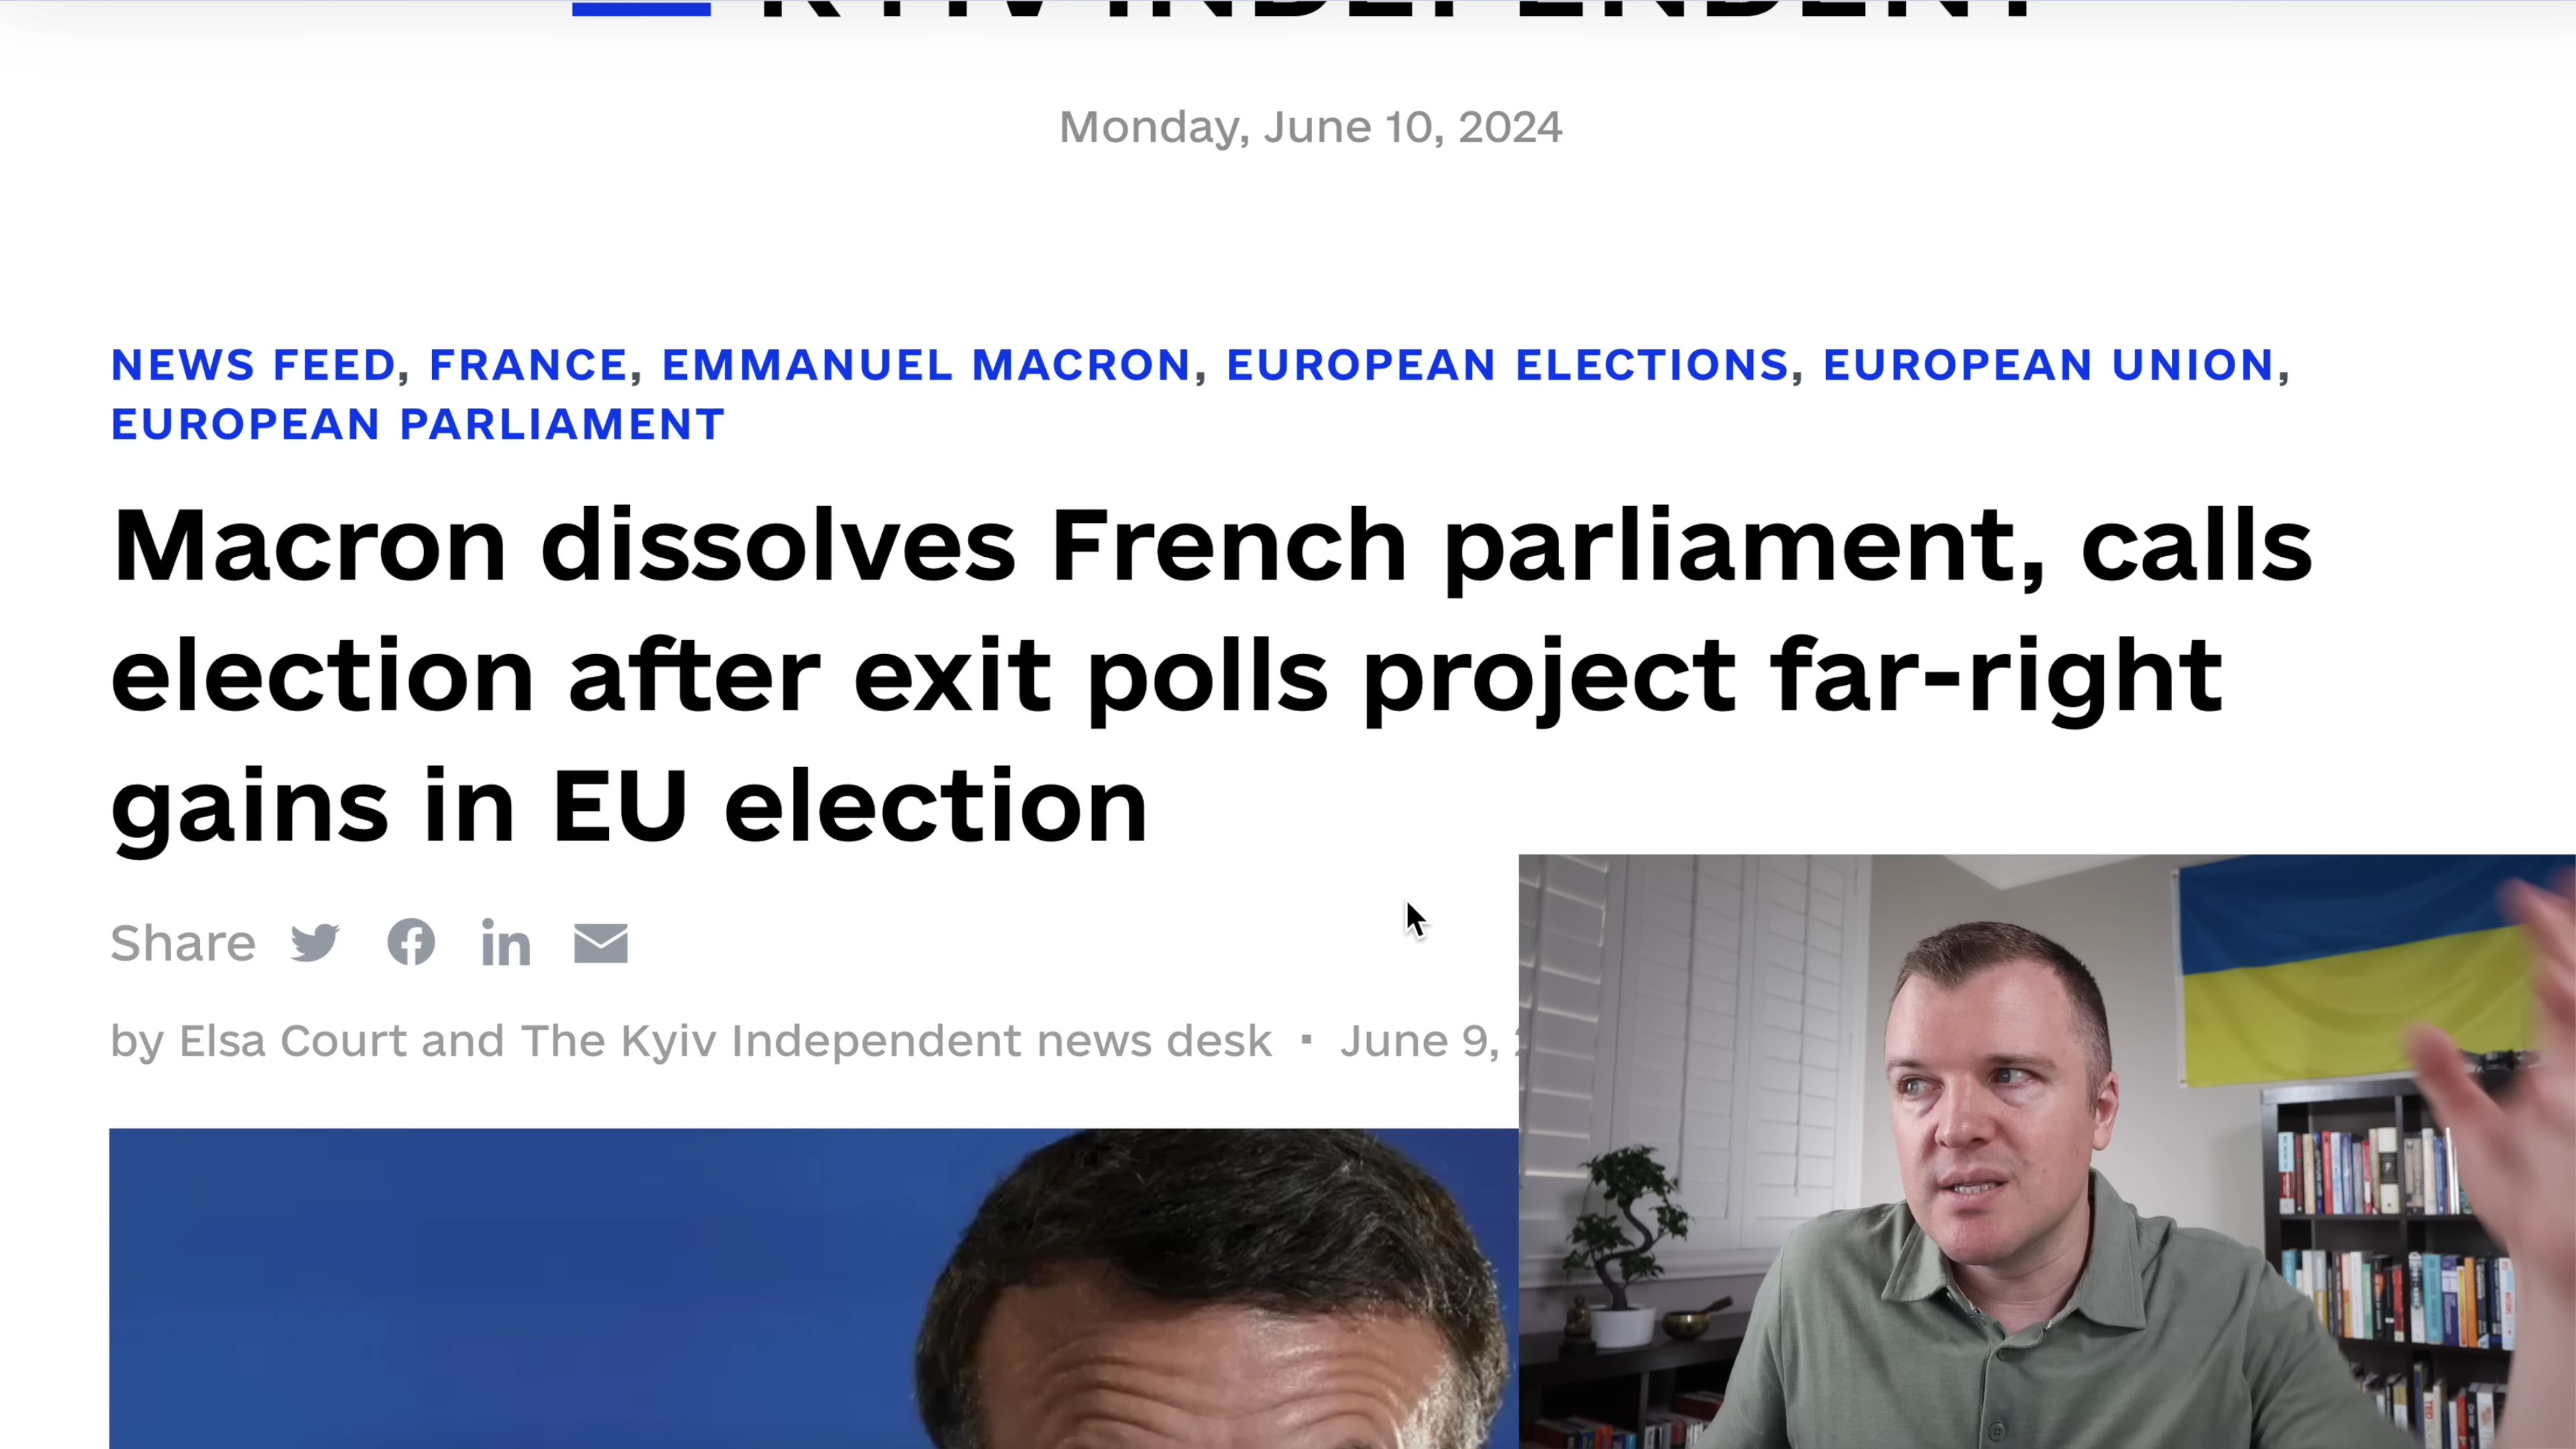 KYIV INDEPENDENT
Monday, June 10, 2024
NEWS FEED, FRANCE, EMMANUEL MACRON, EUROPEAN ELECTIONS, EUROPEAN UNION,
EUROPEAN PARLIAMENT
Macron dissolves French parliament, calls
election after exit polls project far-right
gains in EU election
Share
by Elsa Court and The Kyiv Independent news desk · June 9,